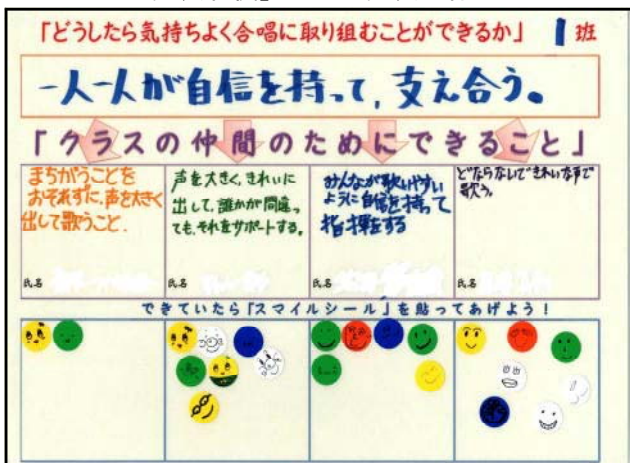 「どうしたら気持ちよく合唱に取り組むことができるか」 1班
一人一人が自信を持って、支え合う。
「クラスの仲間のためにできること」
まちがうことを
おそれずに、声を大きく
出して歌うこと.
氏名
声を大きく、きれいに
出して、誰かが間違っ
ても、それをサポートする。
氏名
みんなが歌いやすい
ように自信を持って
指揮をする
氏名
どならないできれいな声で
歌う。
氏名
できていたら「スマイルシール」を貼ってあげよう!